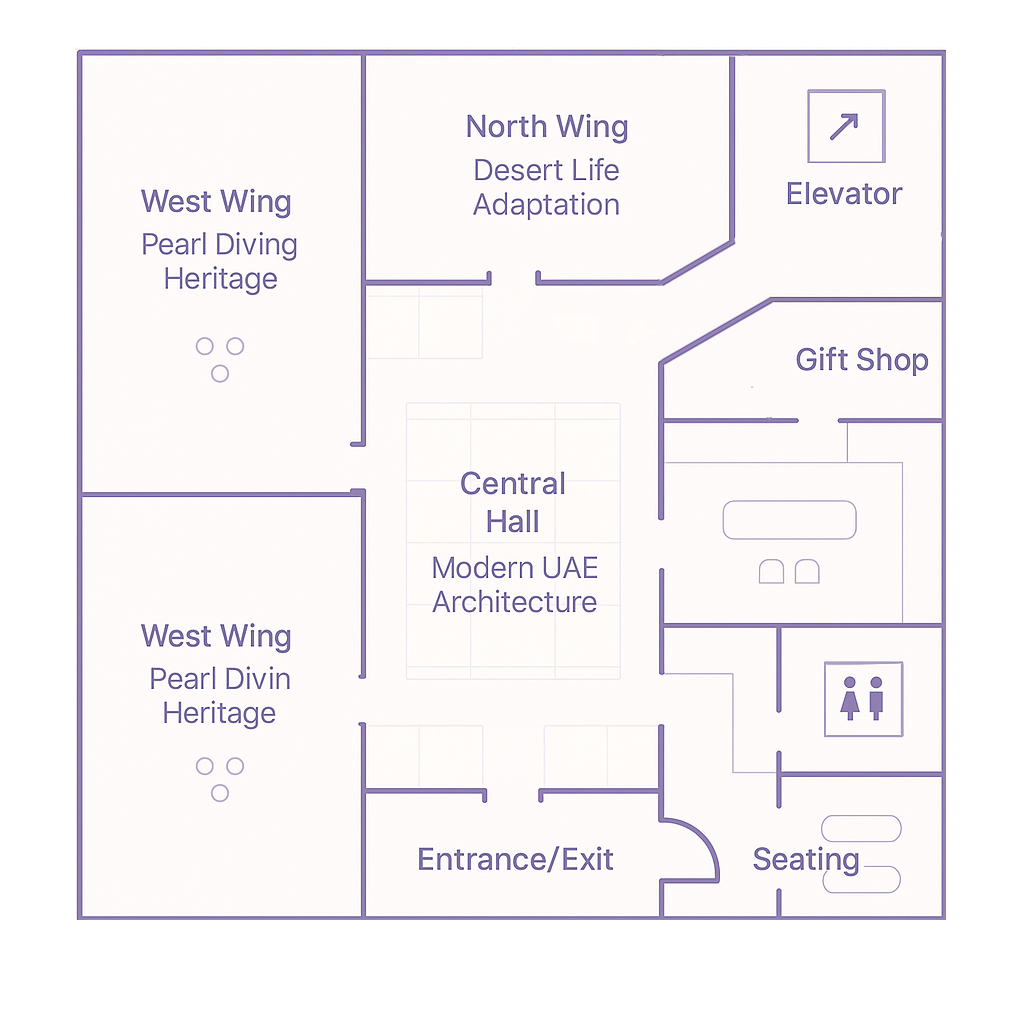 North Wing
Desert Life
Adaptation
Elevator
West Wing
Pearl Diving
Heritage
Gift Shop
Central
Hall
Modern UAE
Architecture
West Wing
Pearl Divin
Heritage
Entrance/Exit
Seating